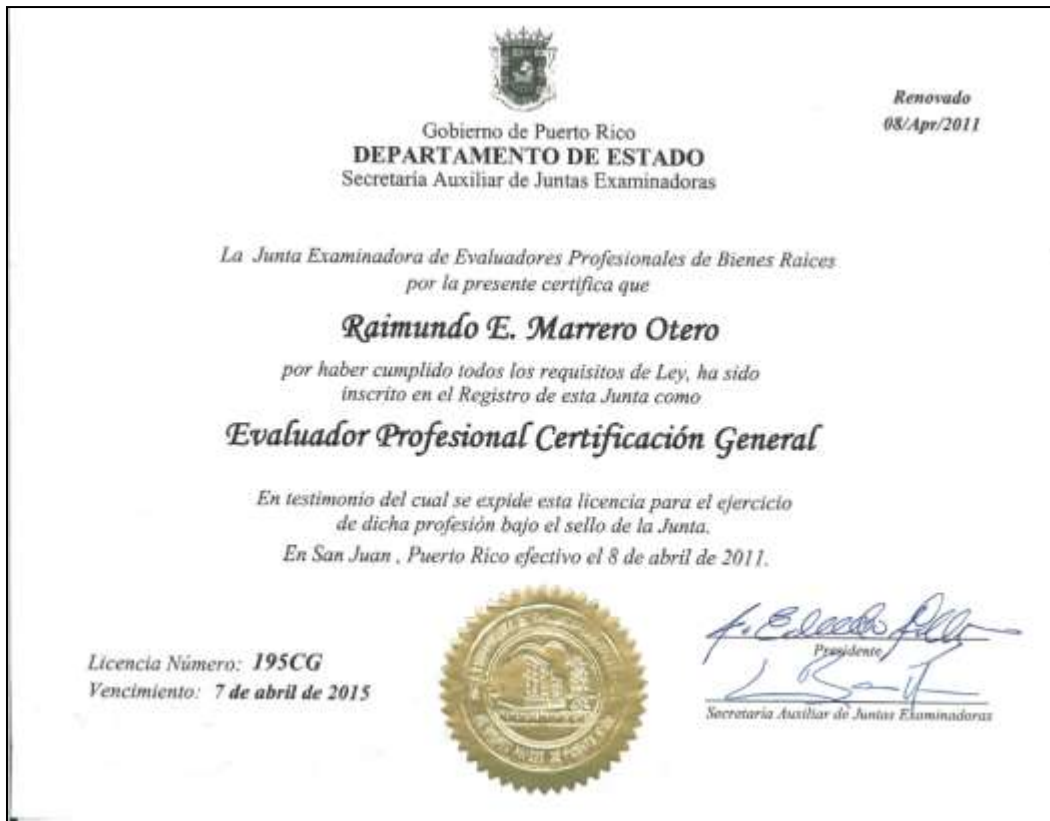 Renovado
08/Apr/2011
Gobierno de Puerto Rico
DEPARTAMENTO DE ESTADO
Secretaría Auxiliar de Juntas Examinadoras
La Junta Examinadora de Evaluadores Profesionales de Bienes Raices
por la presente certifica que
Raimundo E. Marrero Otero
por haber cumplido todos los requisitos de Ley, ha sido
inscrito en el Registro de esta Junta como
Evaluador Profesional Certificación General
En testimonio del cual se expide esta licencia para el ejercicio
de dicha profesión bajo el sello de la Junta.
En San Juan , Puerto Rico efectivo el 8 de abril de 2011.
Licencia Número: 195CG
Vencimiento: 7 de abril de 2015
Presidente
Secretaria Auxiliar de Juntas Examinadoras